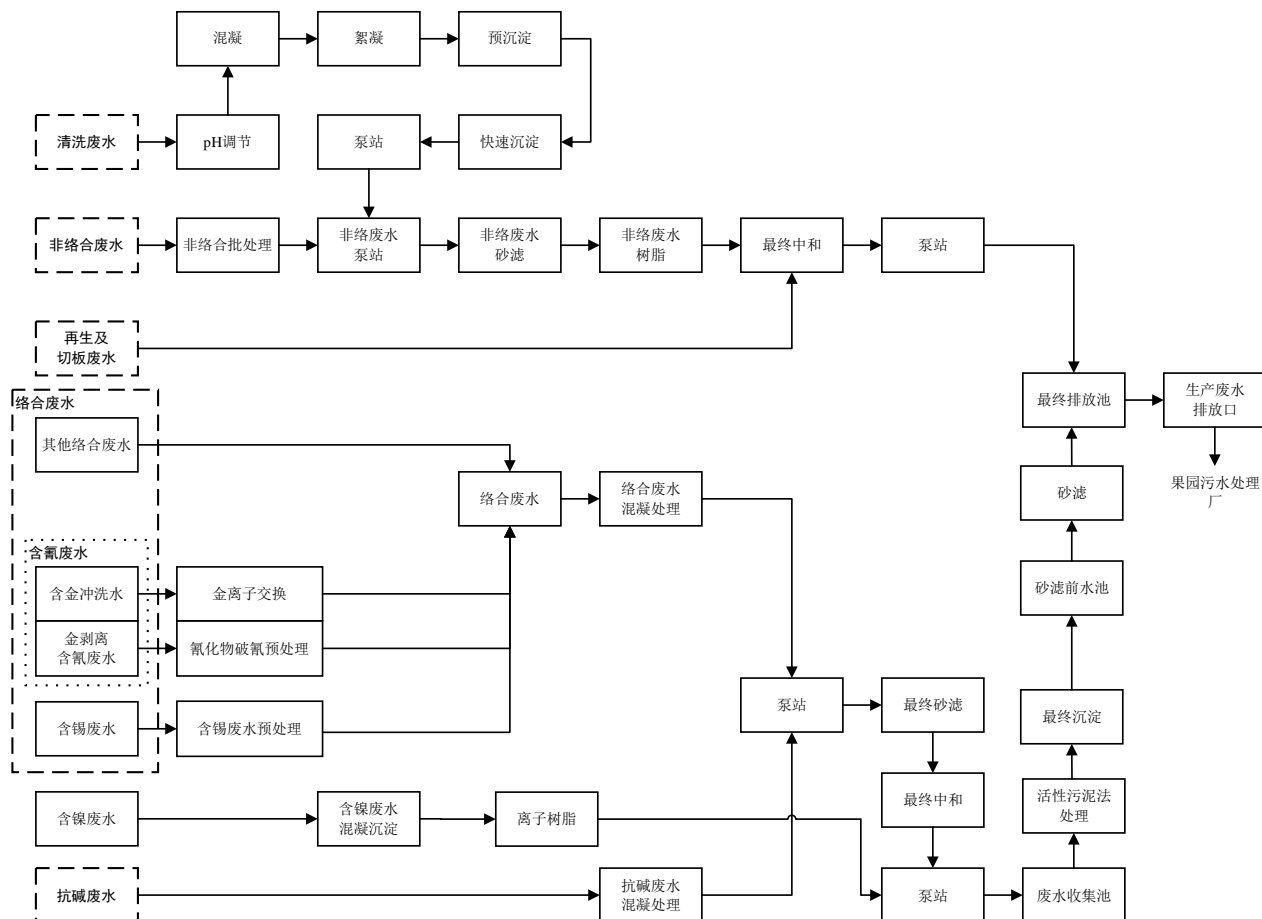 混凝
絮凝
预沉淀
清洗废水
pH调节
泵站
快速沉淀
非络合废水
非络合批处理
非络废水
泵站
非络废水
砂滤
非络废水
树脂
最终中和
泵站
再生及
切板废水
最终排放池
生产废水
排放口
果园污水处理
厂
络合废水
其他络合废水
络合废水
络合废水
混凝处理
砂滤
含氰废水
含金冲洗水
金离子交换
砂滤前水池
金剥离
含氰废水
氰化物破氰预处理
含锡废水
含锡废水预处理
泵站
最终砂滤
最终沉淀
含镍废水
含镍废水
混凝沉淀
离子树脂
最终中和
活性污泥法
处理
抗碱废水
抗碱废水
混凝处理
泵站
废水收集池